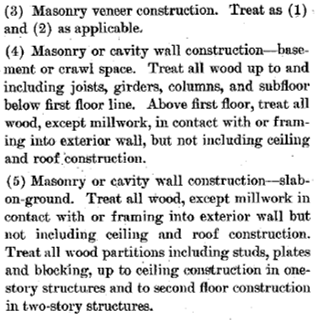 (3) Masonry veneer construction. Treat as (1)
and (2) as applicable.
(4) Masonry or cavity wall construction—base-
ment or crawl space. Treat all wood up to and
including joists, girders, columns, and subfloor
below first floor line. Above first floor, treat all
wood, except millwork, in contact with or fram-
ing into exterior wall, but not including ceiling
and roof construction.
(5) Masonry or cavity wall construction—slab-
on-ground. Treat all wood, except millwork in
contact with or framing into exterior wall but
not including ceiling and roof construction.
Treat all wood partitions including studs, plates
and blocking, up to ceiling construction in one-
story structures and to second floor construction
in two-story structures.